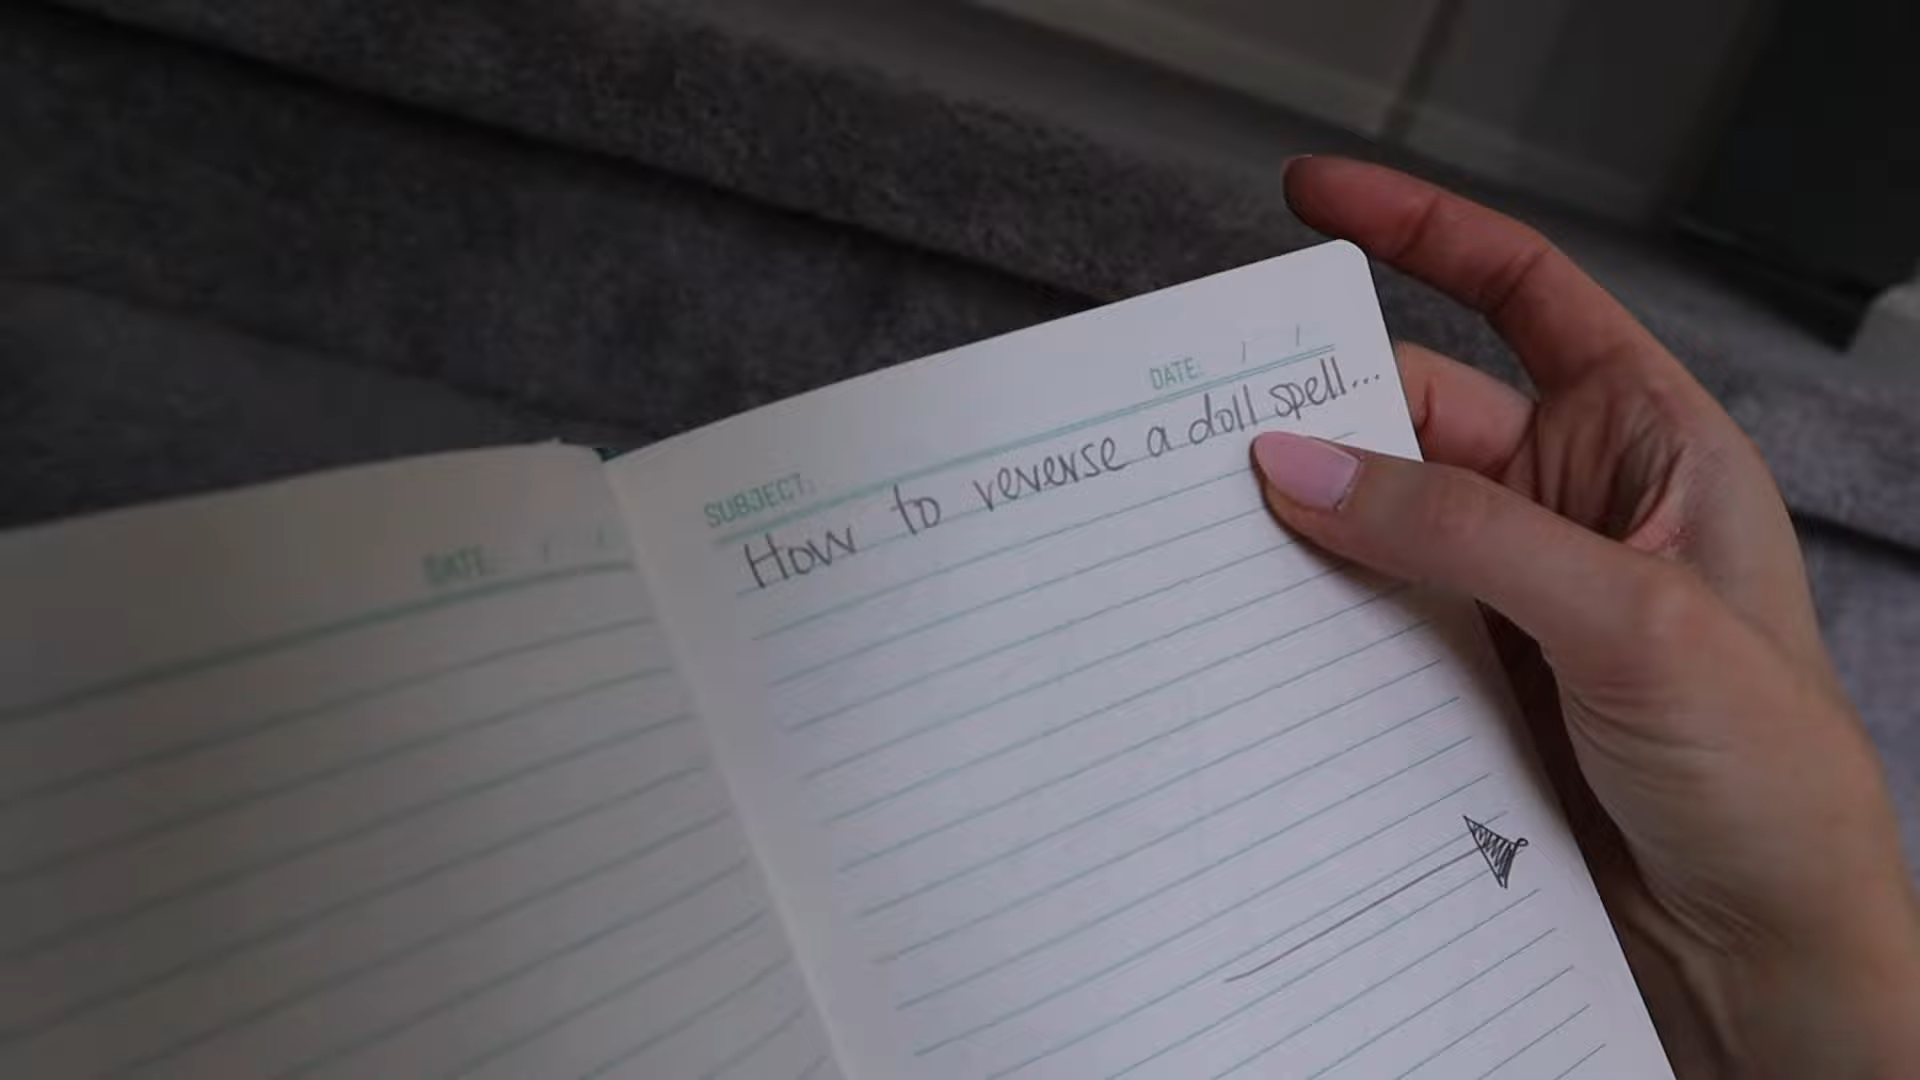 DATE: / /
DATE: / /
SUBJECT:
How to reverse a doll spell...